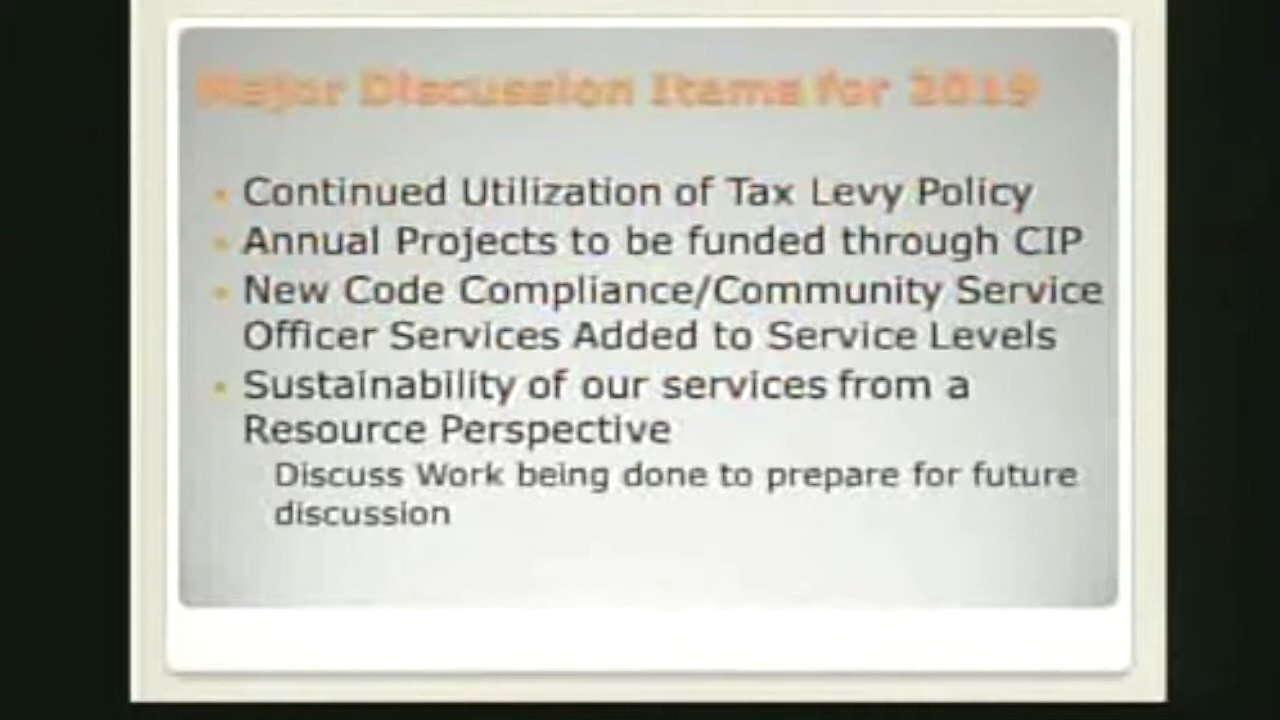 Major Discussion Items for 2019
Continued Utilization of Tax Levy Policy
Annual Projects to be funded through CIP
New Code Compliance/Community Service
Officer Services Added to Service Levels
Sustainability of our services from a
Resource Perspective
Discuss Work being done to prepare for future
discussion